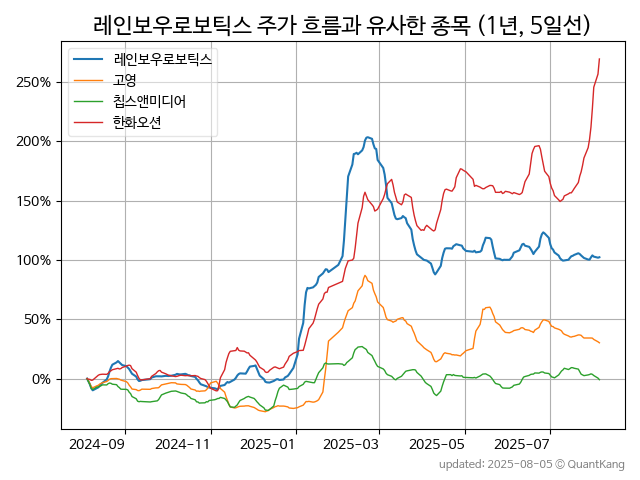 레인보우로보틱스 주가 흐름과 유사한 종목 (1년, 5일선)
레인보우로보틱스
고영
칩스앤미디어
한화오션
250%
200%
150%
100%
50%
0%
2024-09 2024-11 2025-01 2025-03 2025-05 2025-07
updated: 2025-08-05 © QuantKang